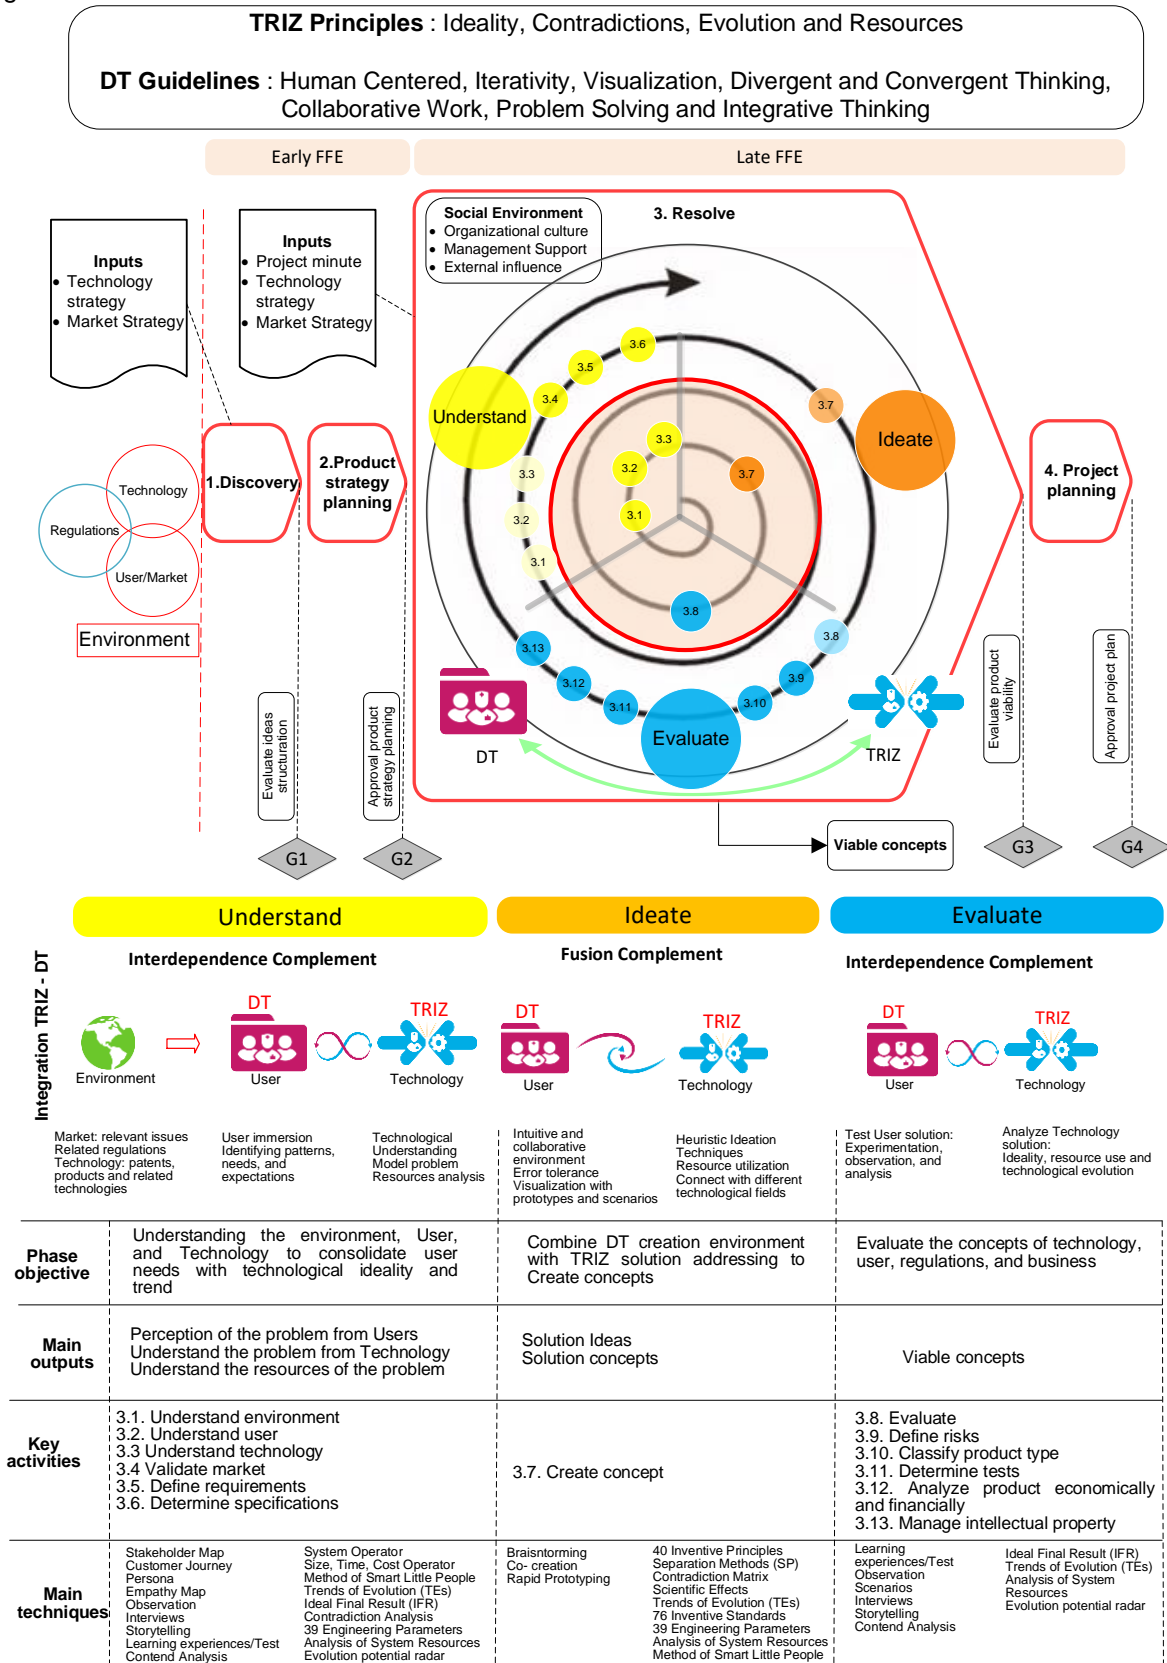 TRIZ Principles : Ideality, Contradictions, Evolution and Resources
DT Guidelines : Human Centered, Iterativity, Visualization, Divergent and Convergent Thinking,
Collaborative Work, Problem Solving and Integrative Thinking
Early FFE
Late FFE
Inputs
• Technology
strategy
• Market Strategy
Inputs
• Project minute
• Technology
strategy
• Market Strategy
Social Environment
• Organizational culture
• Management Support
• External influence
3. Resolve
Understand
Ideate
Evaluate
3.6
3.5
3.4
3.3
3.2
3.1
3.3
3.2
3.1
3.7
3.7
3.8
3.8
3.9
3.10
3.11
3.12
3.13
DT
TRIZ
Technology
Regulations
User/Market
Environment
1.Discovery
2.Product
strategy
planning
4. Project
planning
Evaluate ideas
structuration
Approval product
strategy planning
Evaluate product
viability
Approval project plan
Viable concepts
G1
G2
G3
G4
Understand
Ideate
Evaluate
Integration TRIZ - DT
Interdependence Complement
Fusion Complement
Interdependence Complement
Environment
DT
User
TRIZ
Technology
DT
User
TRIZ
Technology
DT
User
TRIZ
Technology
Market: relevant issues
Related regulations
Technology: patents,
products and related
technologies
User immersion
Identifying patterns,
needs, and
expectations
Technological
Understanding
Model problem
Resources analysis
Intuitive and
collaborative
environment
Error tolerance
Visualization with
prototypes and scenarios
Heuristic Ideation
Techniques
Resource utilization
Connect with different
technological fields
Test User solution:
Experimentation,
observation, and
analysis
Analyze Technology
solution:
Ideality, resource use and
technological evolution
Phase
objective
Understanding the environment, User,
and Technology to consolidate user
needs with technological ideality and
trend
Combine DT creation environment
with TRIZ solution addressing to
Create concepts
Evaluate the concepts of technology,
user, regulations, and business
Main
outputs
Perception of the problem from Users
Understand the problem from Technology
Understand the resources of the problem
Solution Ideas
Solution concepts
Viable concepts
Key
activities
3.1. Understand environment
3.2. Understand user
3.3 Understand technology
3.4 Validate market
3.5. Define requirements
3.6. Determine specifications
3.7. Create concept
3.8. Evaluate
3.9. Define risks
3.10. Classify product type
3.11. Determine tests
3.12. Analyze product economically
and financially
3.13. Manage intellectual property
Main
techniques
Stakeholder Map
Customer Journey
Persona
Empathy Map
Observation
Interviews
Storytelling
Learning experiences/Test
Contend Analysis
System Operator
Size, Time, Cost Operator
Method of Smart Little People
Trends of Evolution (TEs)
Ideal Final Result (IFR)
Contradiction Analysis
39 Engineering Parameters
Analysis of System Resources
Evolution potential radar
Braisntorming
Co- creation
Rapid Prototyping
40 Inventive Principles
Separation Methods (SP)
Contradiction Matrix
Scientific Effects
Trends of Evolution (TEs)
76 Inventive Standards
39 Engineering Parameters
Analysis of System Resources
Method of Smart Little People
Learning
experiences/Test
Observation
Scenarios
Interviews
Storytelling
Contend Analysis
Ideal Final Result (IFR)
Trends of Evolution (TEs)
Analysis of System
Resources
Evolution potential radar